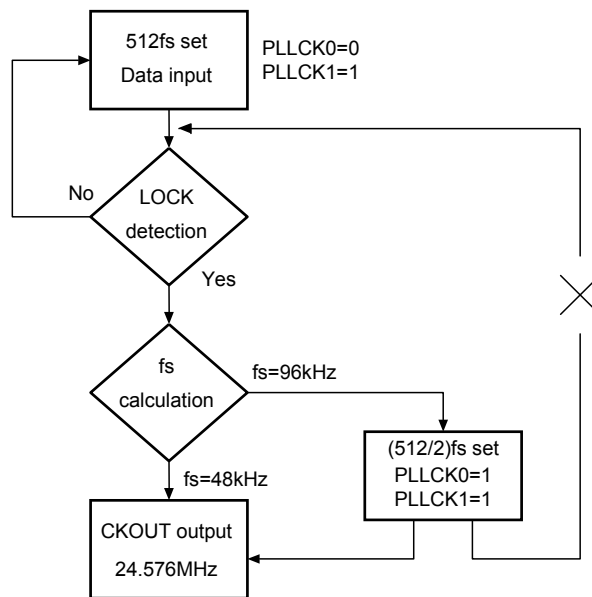 512fs set
Data input
PLLCK0=0
PLLCK1=1
No
LOCK
detection
Yes
fs
calculation
fs=96kHz
(512/2)fs set
PLLCK0=1
PLLCK1=1
fs=48kHz
CKOUT output
24.576MHz